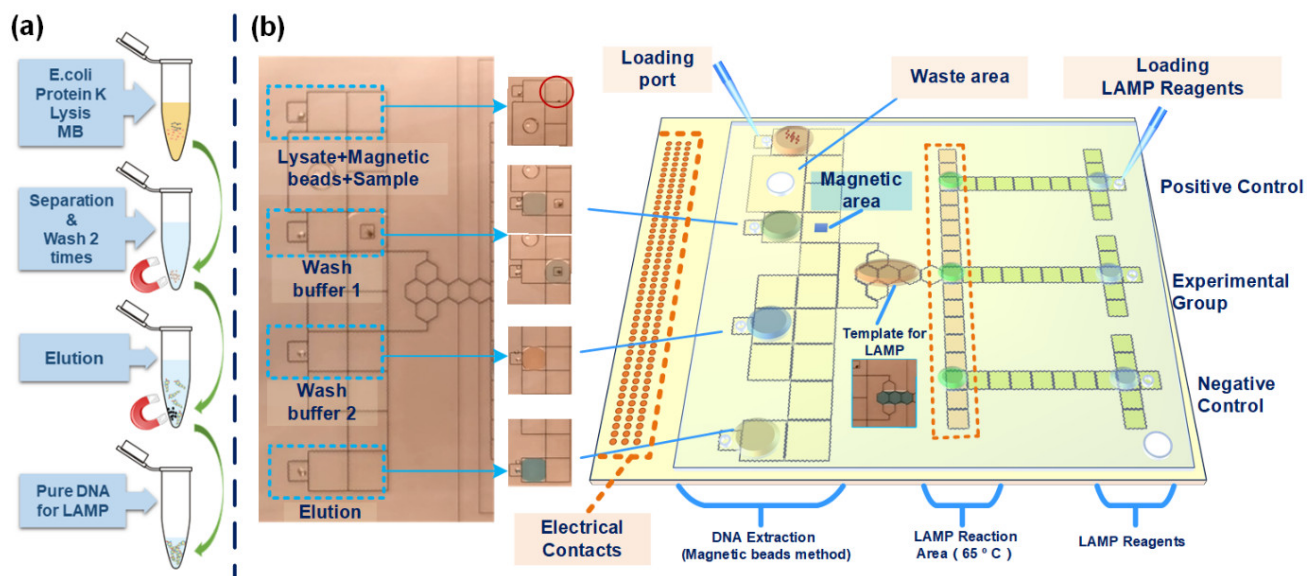 (a)
E.coli
Protein K
Lysis
MB
Separation
&
Wash 2
times
Elution
Pure DNA
for LAMP
(b)
Lysate+Magnetic
beads+Sample
Wash
buffer 1
Wash
buffer 2
Elution
Loading
port
Waste area
Loading
LAMP Reagents
Magnetic
area
Positive Control
Experimental
Group
Template for
LAMP
Negative
Control
Electrical
Contacts
DNA Extraction
(Magnetic beads method)
LAMP Reaction
Area ( 65 ° C )
LAMP Reagents